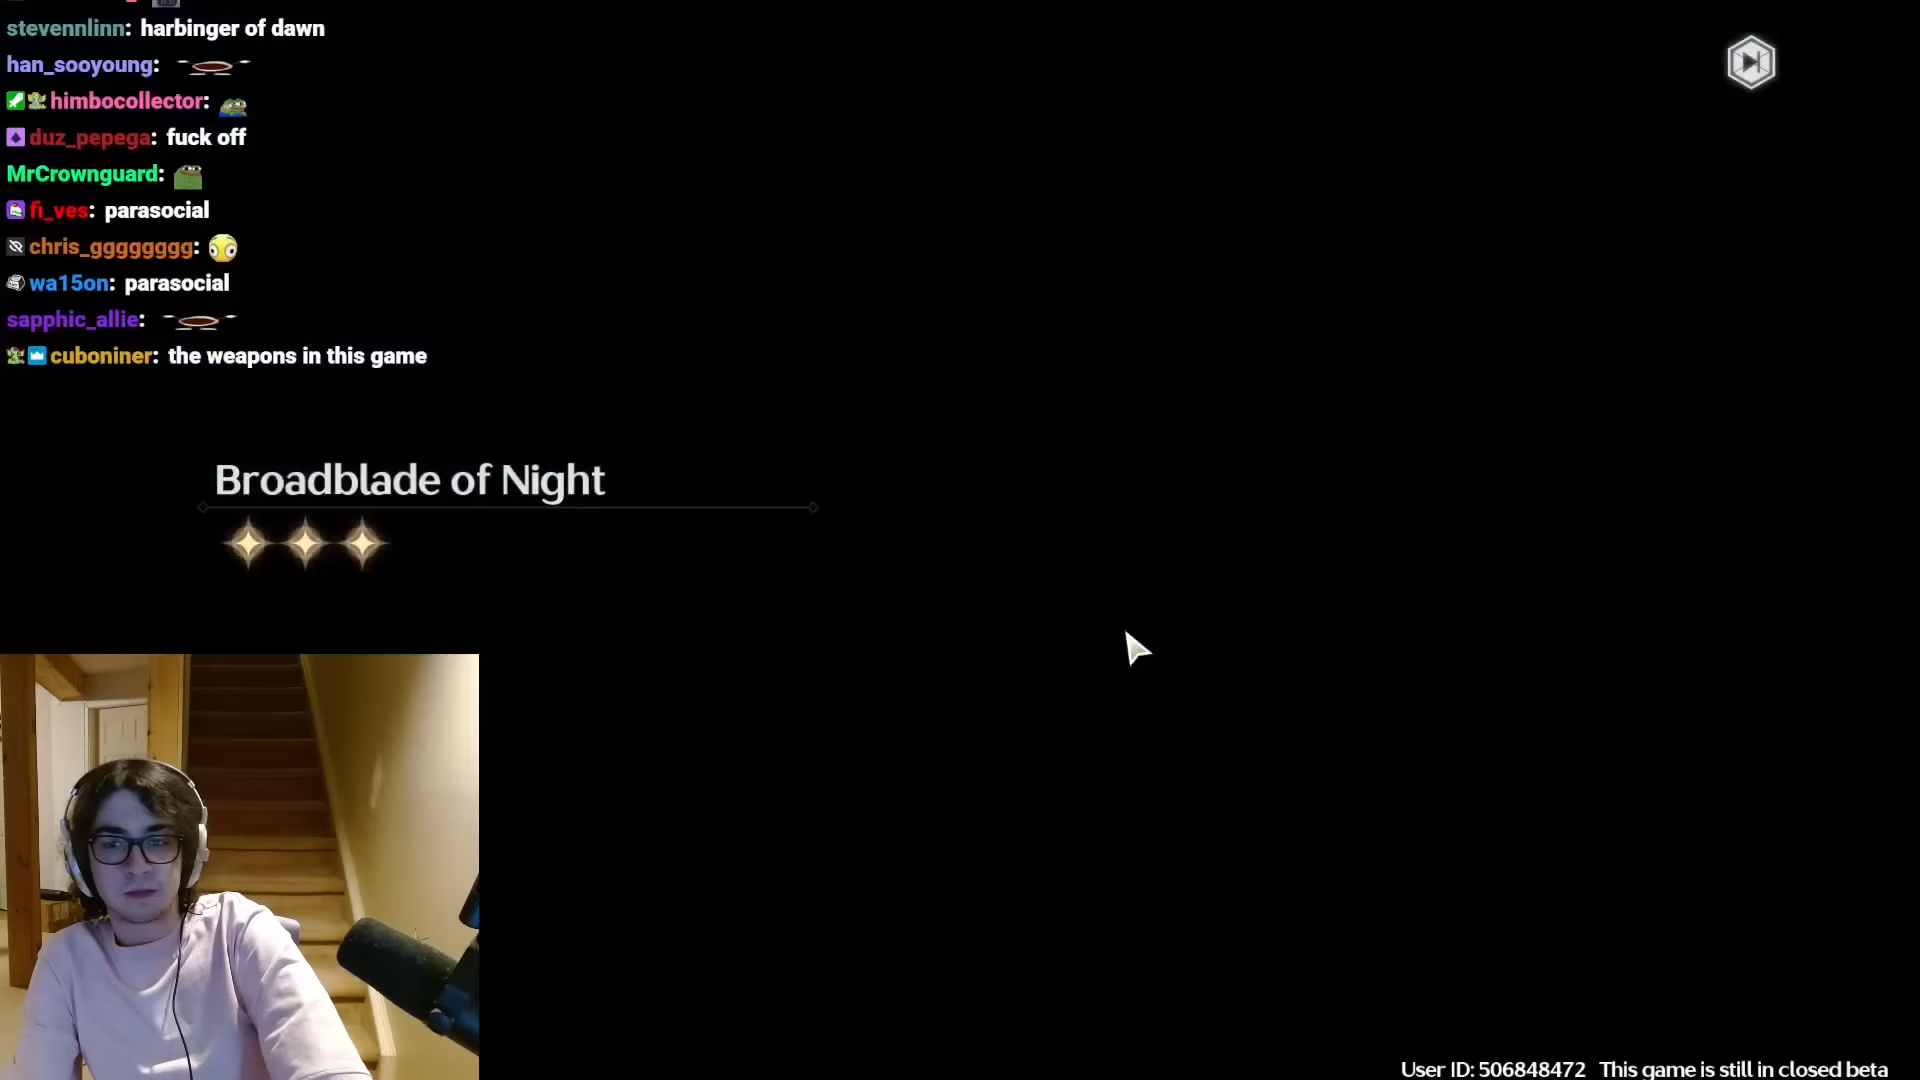 stevennlinn: harbinger of dawn
han_sooyoung:
himbocollector:
duz_pepega: fuck off
MrCrownguard:
fi_ves: parasocial
chris_gggggggg:
wa15on: parasocial
sapphic_allie:
cuboniner: the weapons in this game
Broadblade of Night
User ID: 506848472 This game is still in closed beta